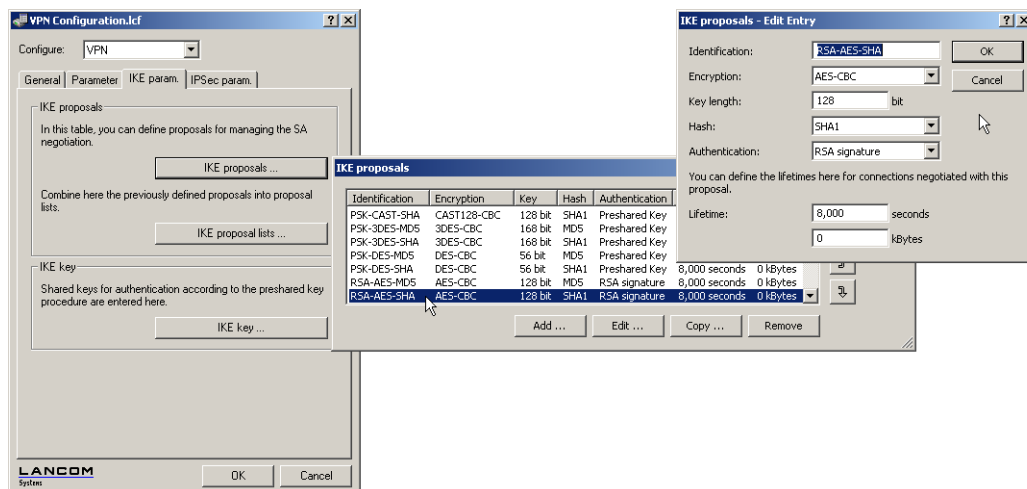 VPN Configuration.lcf
Configure: VPN
General Parameter IKE param. IPSec param.
IKE proposals
In this table, you can define proposals for managing the SA
negotiation.
IKE proposals ...
Combine here the previously defined proposals into proposal
lists.
IKE proposal lists ...
IKE key
Shared keys for authentication according to the preshared key
procedure are entered here.
IKE key ...
LANCOM
Systems
OK Cancel
IKE proposals
Identification Encryption Key Hash Authentication
PSK-CAST-SHA CAST128-CBC 128 bit SHA1 Preshared Key
PSK-3DES-MD5 3DES-CBC 168 bit MD5 Preshared Key
PSK-3DES-SHA 3DES-CBC 168 bit SHA1 Preshared Key
PSK-DES-MD5 DES-CBC 56 bit MD5 Preshared Key
PSK-DES-SHA DES-CBC 56 bit SHA1 Preshared Key 8,000 seconds 0 kBytes
RSA-AES-MD5 AES-CBC 128 bit MD5 RSA signature 8,000 seconds 0 kBytes
RSA-AES-SHA AES-CBC 128 bit SHA1 RSA signature 8,000 seconds 0 kBytes
Add ... Edit ... Copy ... Remove
IKE proposals - Edit Entry
Identification: RSA-AES-SHA OK
Encryption: AES-CBC Cancel
Key length: 128 bit
Hash: SHA1
Authentication: RSA signature
You can define the lifetimes here for connections negotiated with this
proposal.
Lifetime: 8,000 seconds
0 kBytes